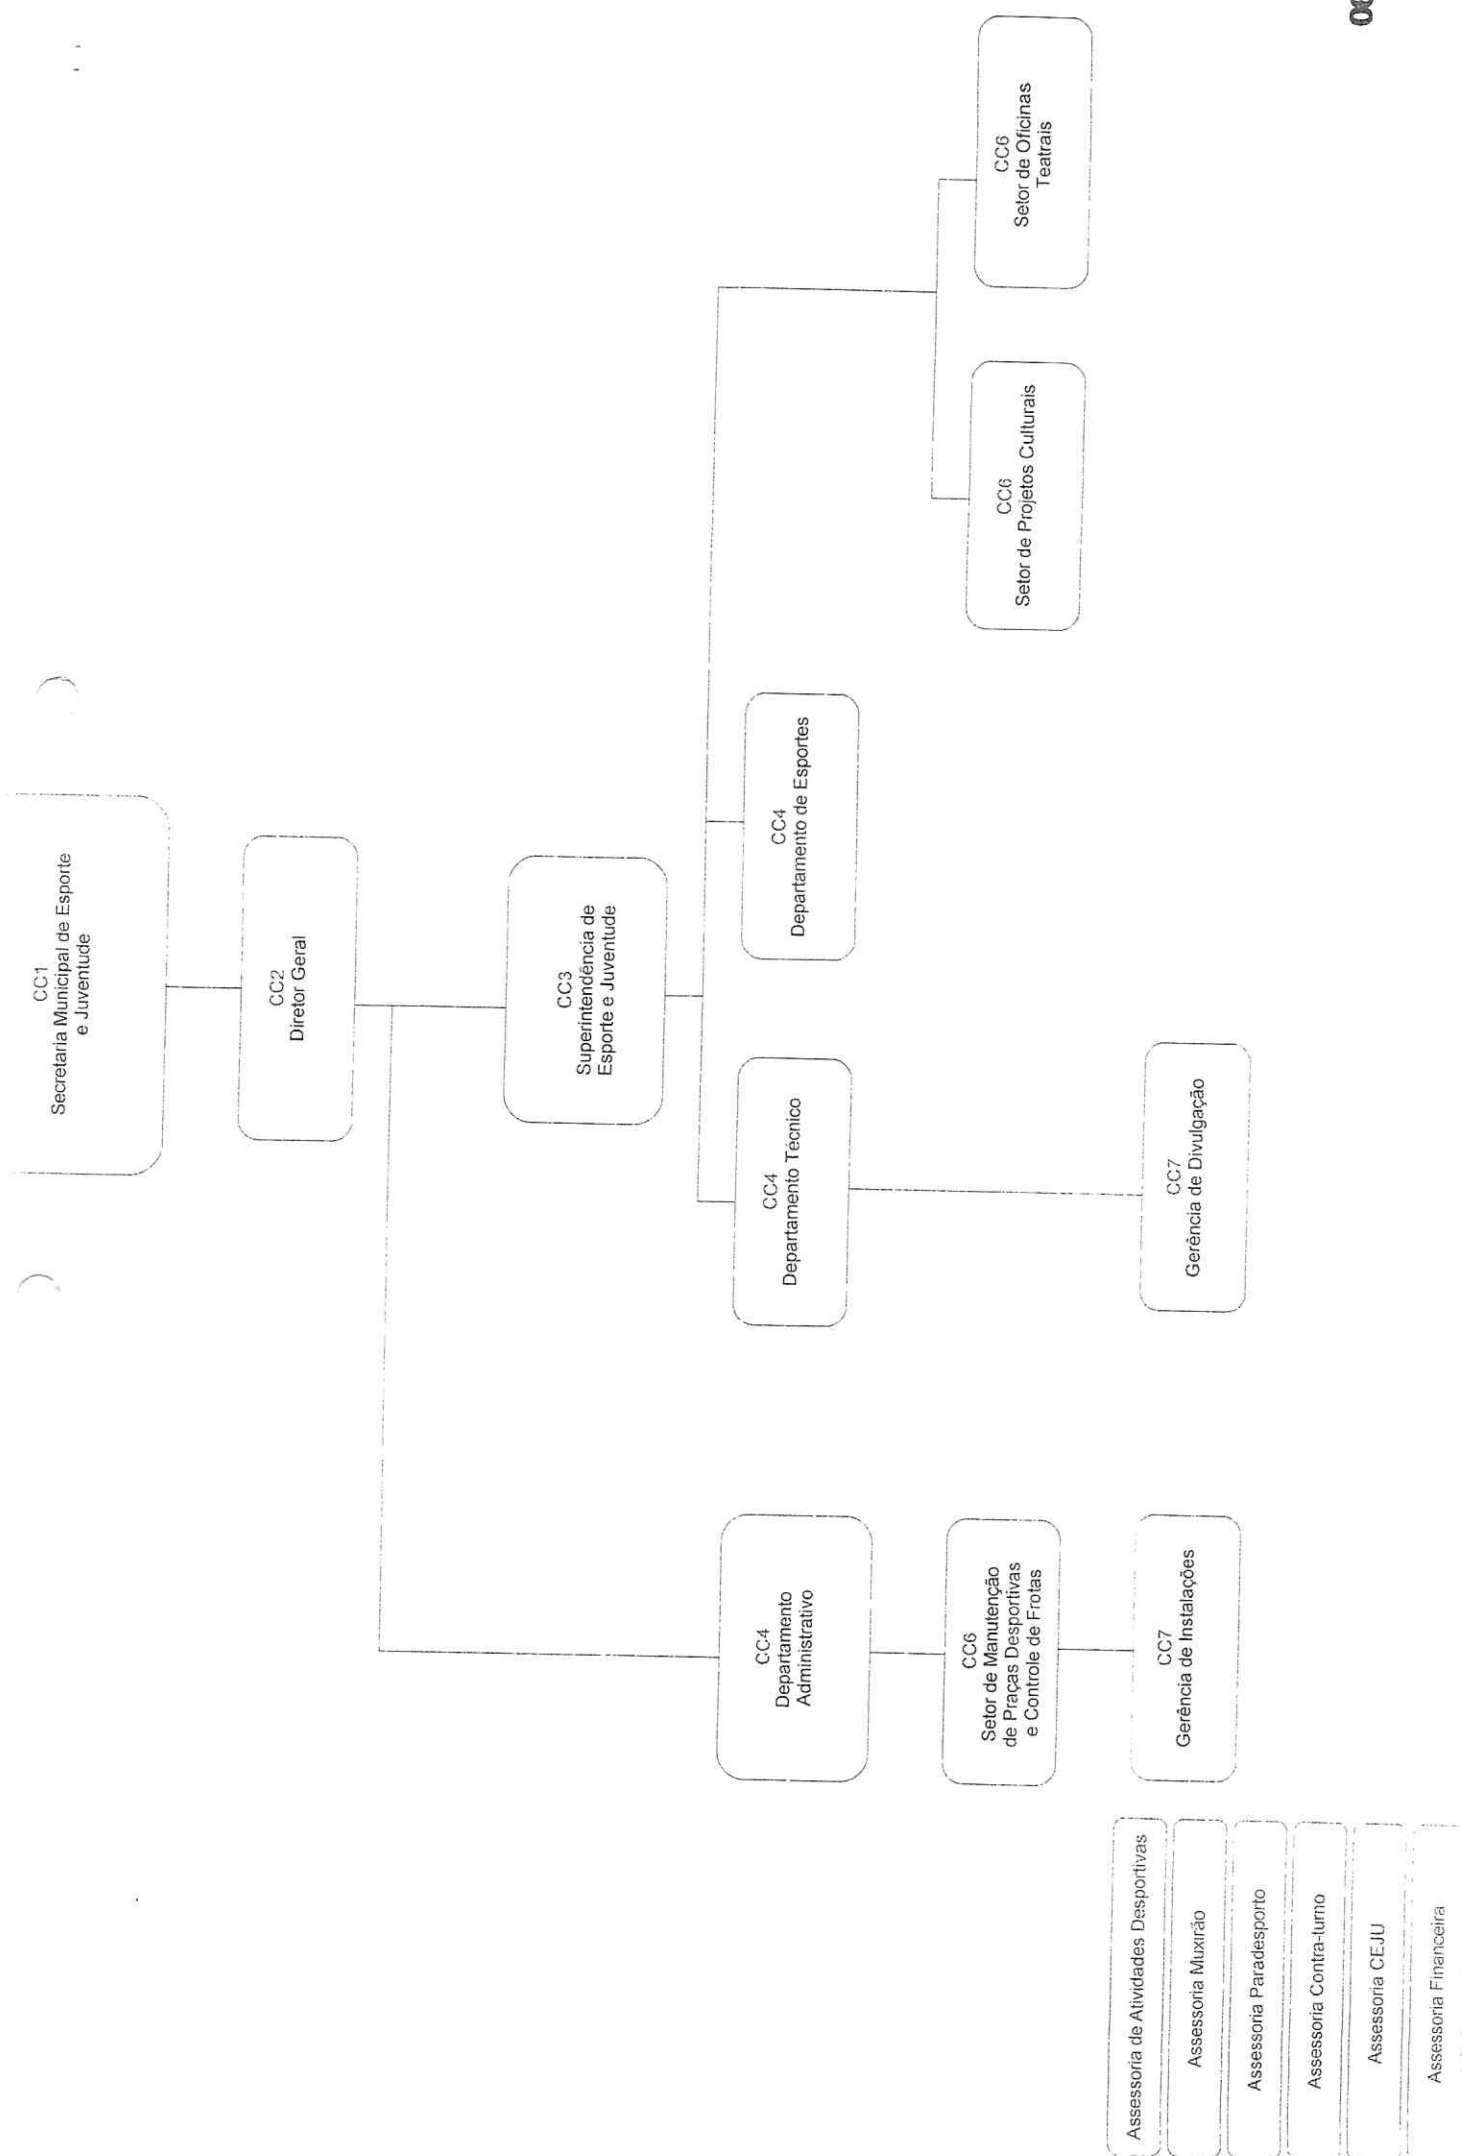 CC1
Secretaria Municipal de Esporte
e Juventude
CC2
Diretor Geral
CC3
Superintendência de
Esporte e Juventude
CC4
Departamento
Administrativo
CC4
Departamento Técnico
CC4
Departamento de Esportes
CC6
Setor de Manutenção
de Praças Desportivas
e Controle de Frotas
CC6
Setor de Projetos Culturais
CC6
Setor de Oficinas
Teatrais
CC7
Gerência de Instalações
CC7
Gerência de Divulgação
Assessoria de Atividades Desportivas
Assessoria Muxirão
Assessoria Paradesporto
Assessoria Contra-turno
Assessoria CEJU
Assessoria Financeira